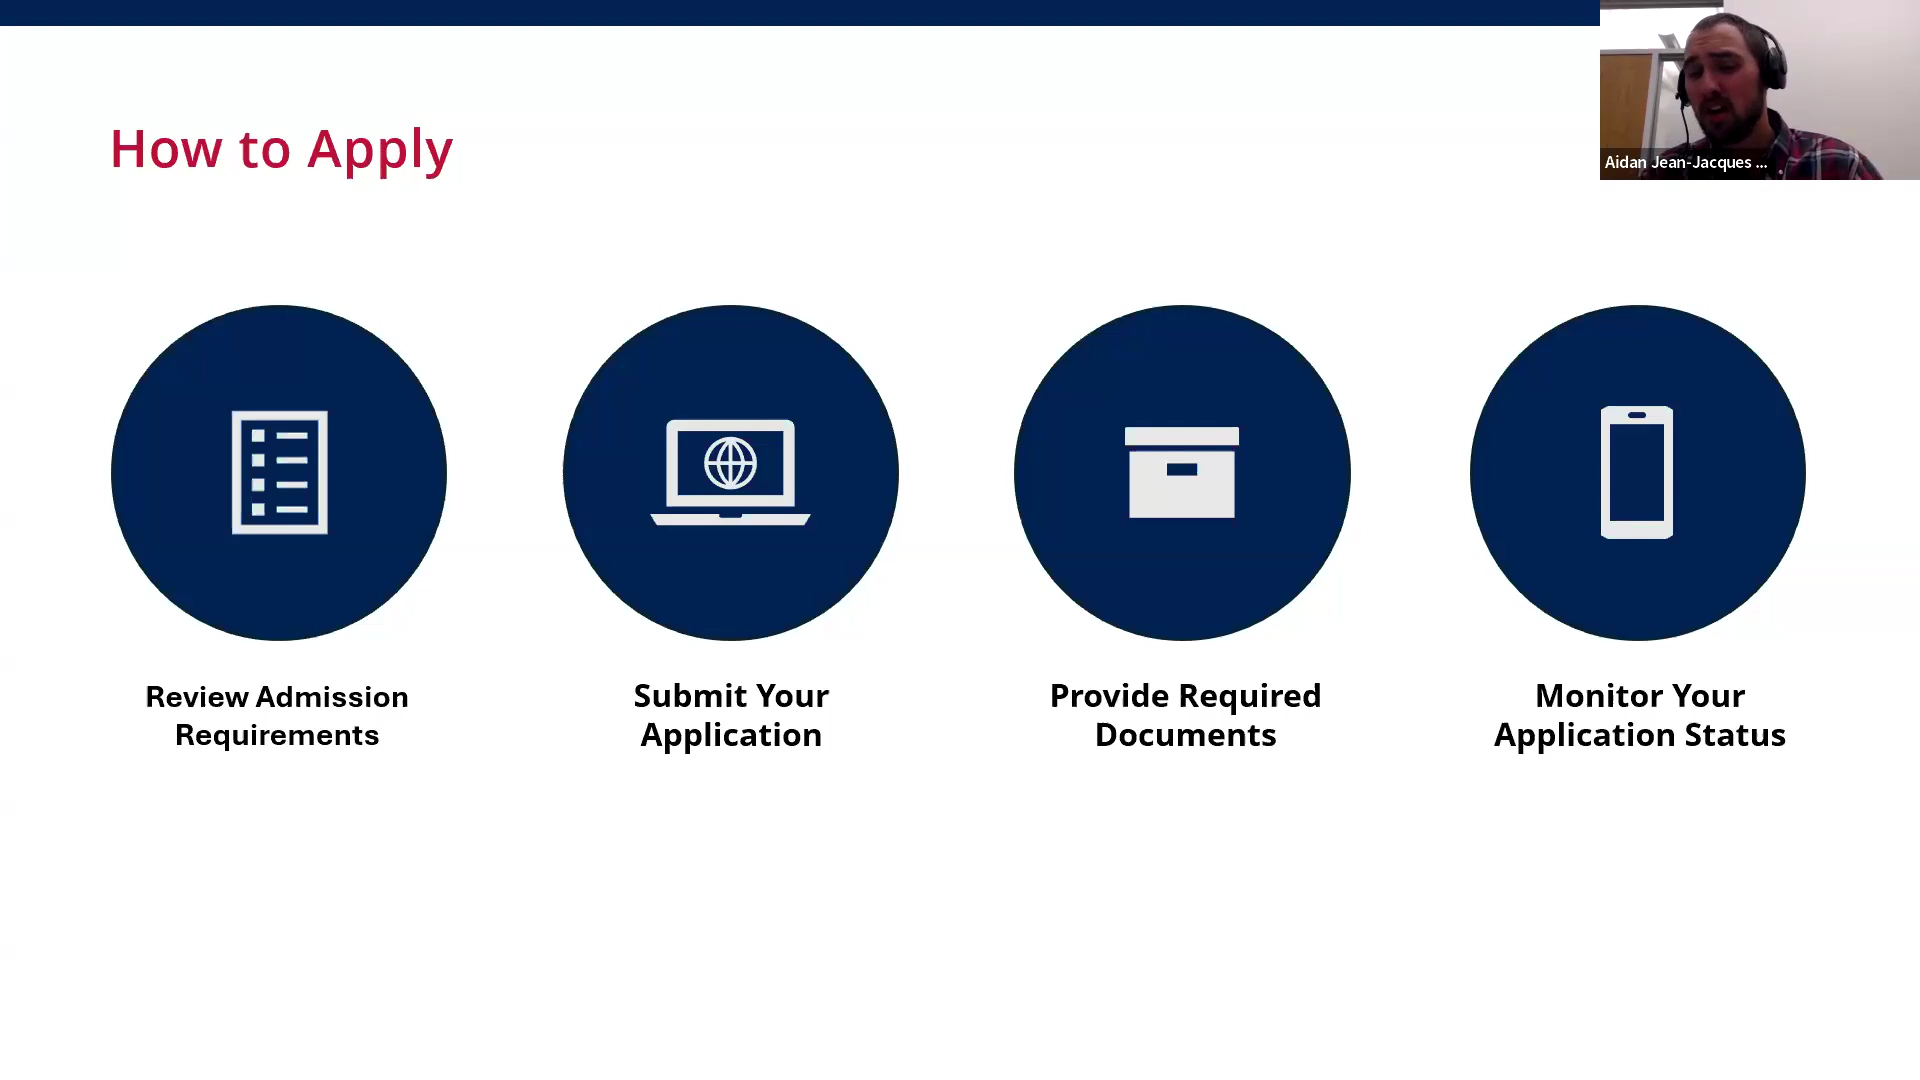 How to Apply
Aidan Jean-Jacques ...
Review Admission
Requirements
Submit Your
Application
Provide Required
Documents
Monitor Your
Application Status